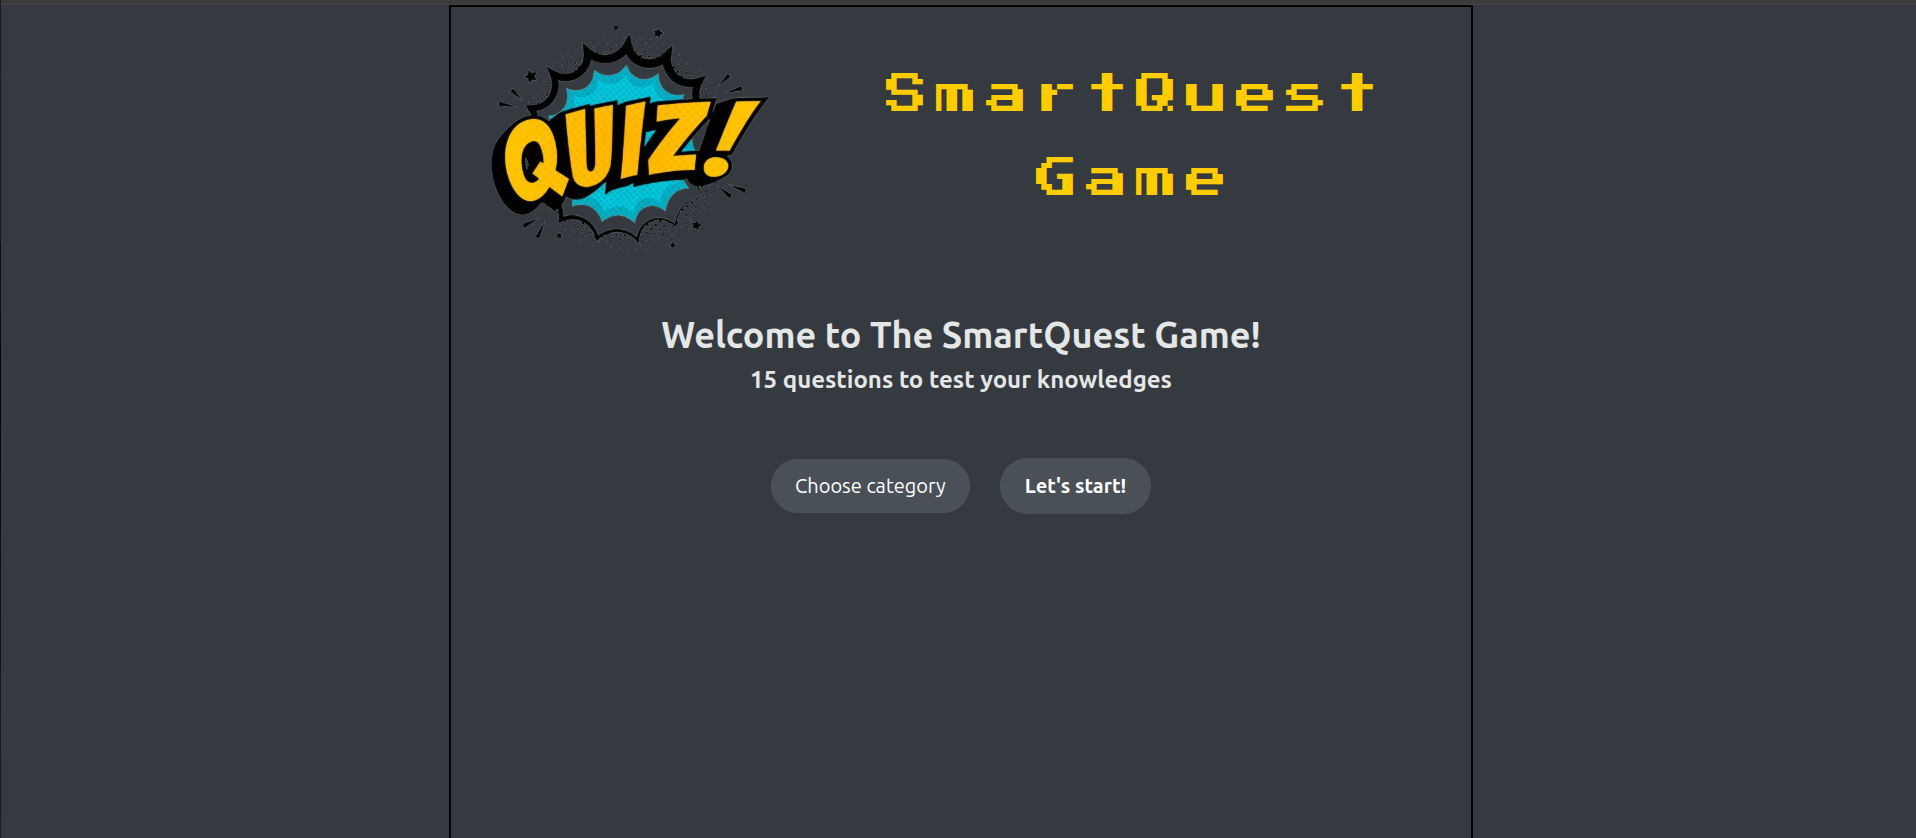 QUIZ!
SmartQuest
Game
Welcome to The SmartQuest Game!
15 questions to test your knowledges
Choose category
Let's start!